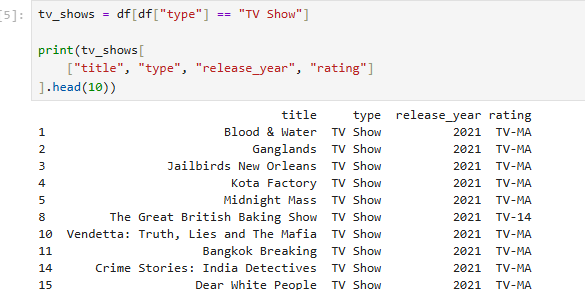 [5]: tv_shows = df[df["type"] == "TV Show"]
print(tv_shows[
    ["title", "type", "release_year", "rating"]
].head(10))
title type release_year rating
1 Blood & Water TV Show 2021 TV-MA
2 Ganglands TV Show 2021 TV-MA
3 Jailbirds New Orleans TV Show 2021 TV-MA
4 Kota Factory TV Show 2021 TV-MA
5 Midnight Mass TV Show 2021 TV-MA
8 The Great British Baking Show TV Show 2021 TV-14
10 Vendetta: Truth, Lies and The Mafia TV Show 2021 TV-MA
11 Bangkok Breaking TV Show 2021 TV-MA
14 Crime Stories: India Detectives TV Show 2021 TV-MA
15 Dear White People TV Show 2021 TV-MA